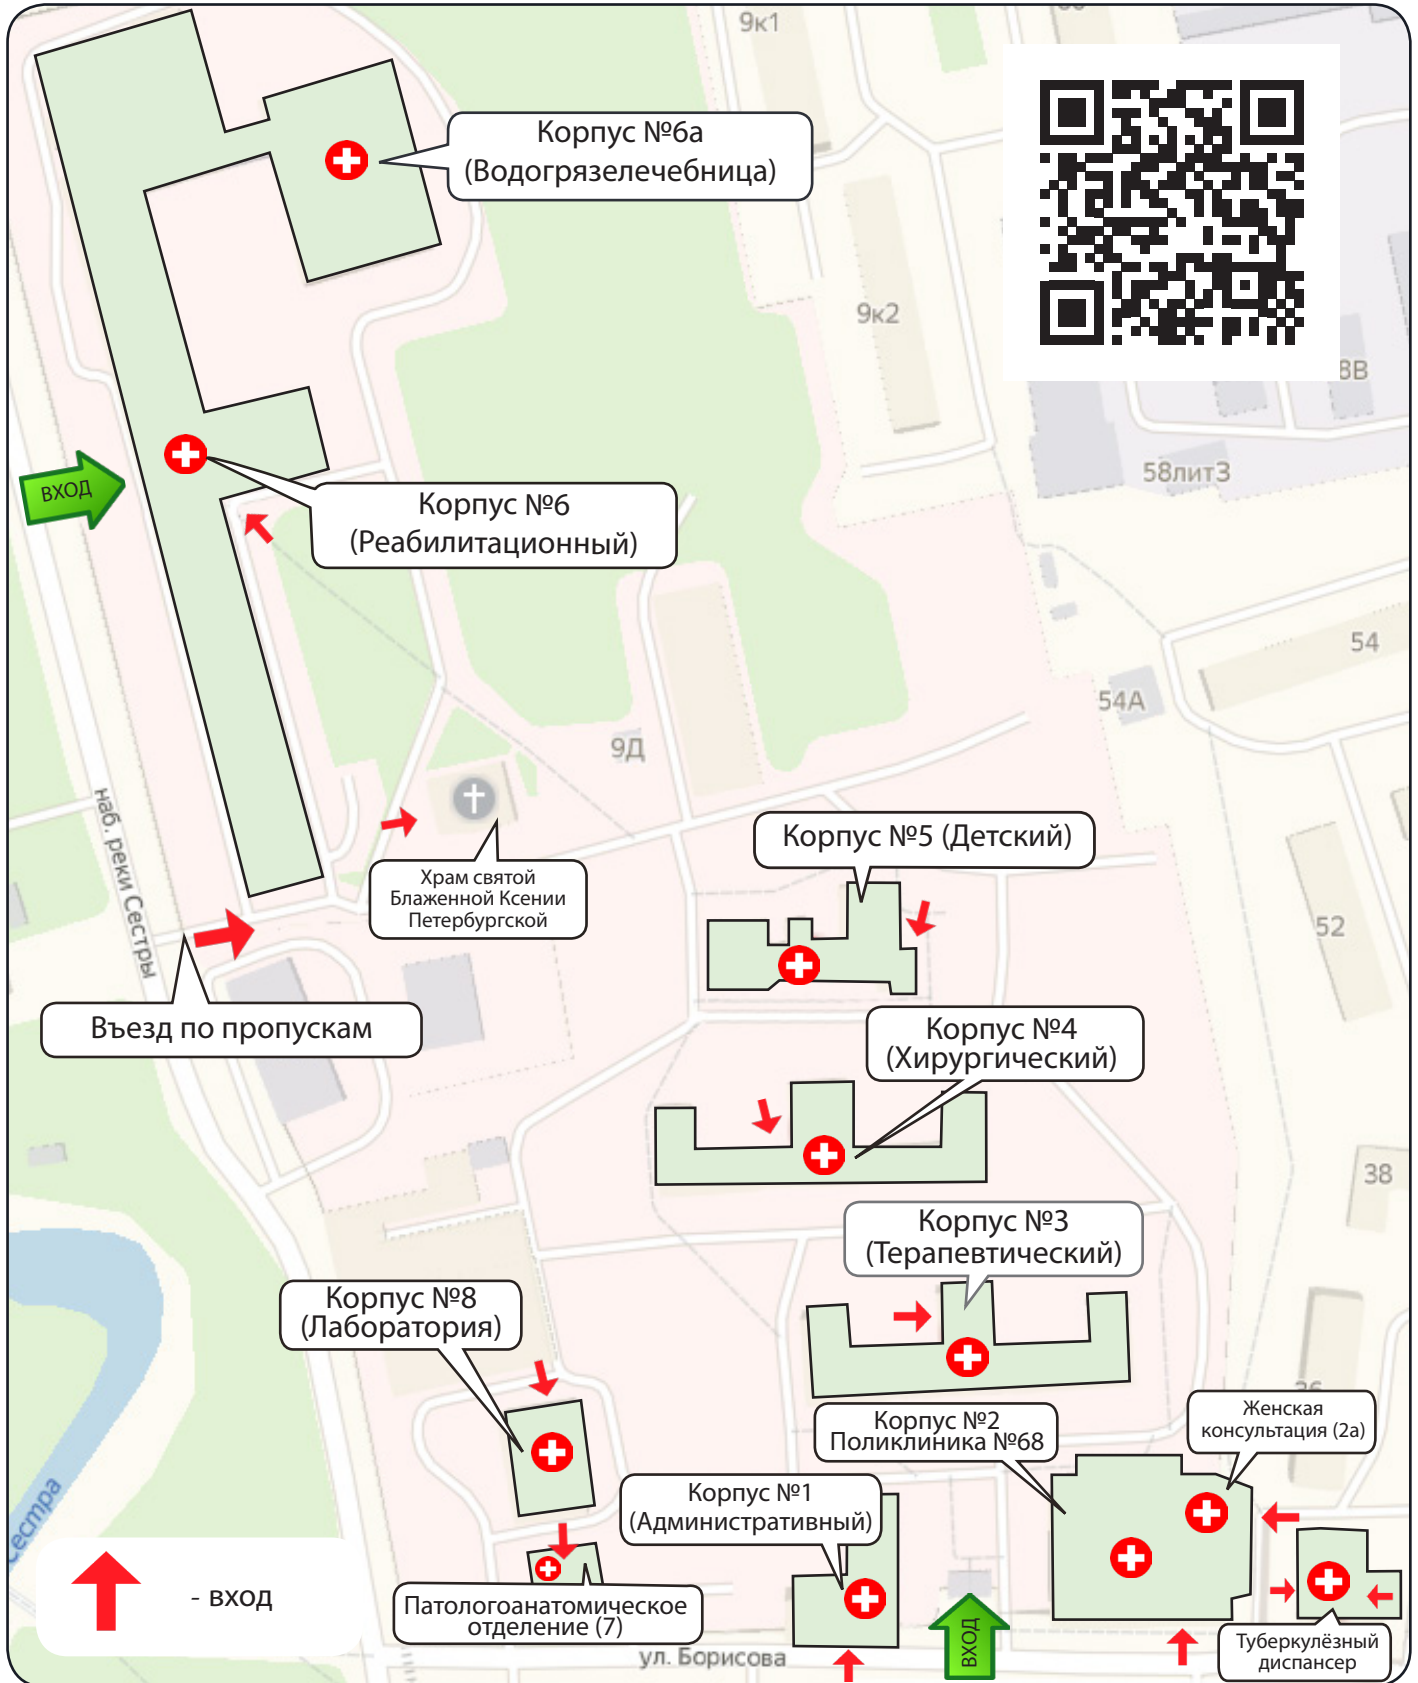 9к1
Корпус №6а
(Водогрязелечебница)
9к2
8В
58литЗ
ВХОД
Корпус №6
(Реабилитационный)
54
54А
9Д
наб. реки Сестры
Корпус №5 (Детский)
Храм святой
Блаженной Ксении
Петербургской
52
Въезд по пропускам
Корпус №4
(Хирургический)
38
Корпус №3
(Терапевтический)
Корпус №8
(Лаборатория)
Женская
консультация (2а)
Корпус №2
Поликлиника №68
Корпус №1
(Административный)
Сестра
- вход
Патологоанатомическое
отделение (7)
ВХОД
Туберкулёзный
диспансер
ул. Борисова